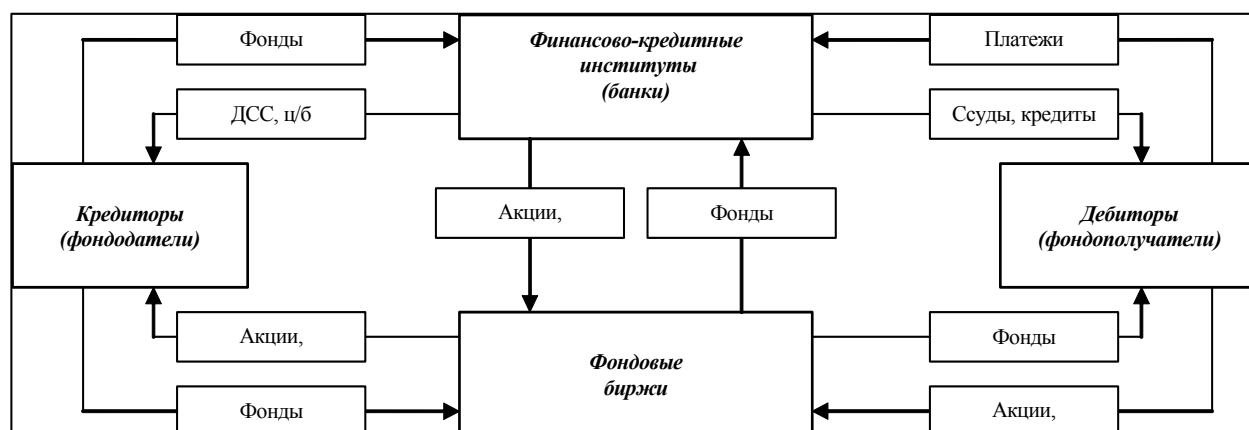 Фонды
Финансово-кредитные
институты
(банки)
Платежи
ДСС, ц/б
Ссуды, кредиты
Кредиторы
(фондодатели)
Акции,
Фонды
Дебиторы
(фондополучатели)
Акции,
Фондовые
биржи
Фонды
Фонды
Акции,